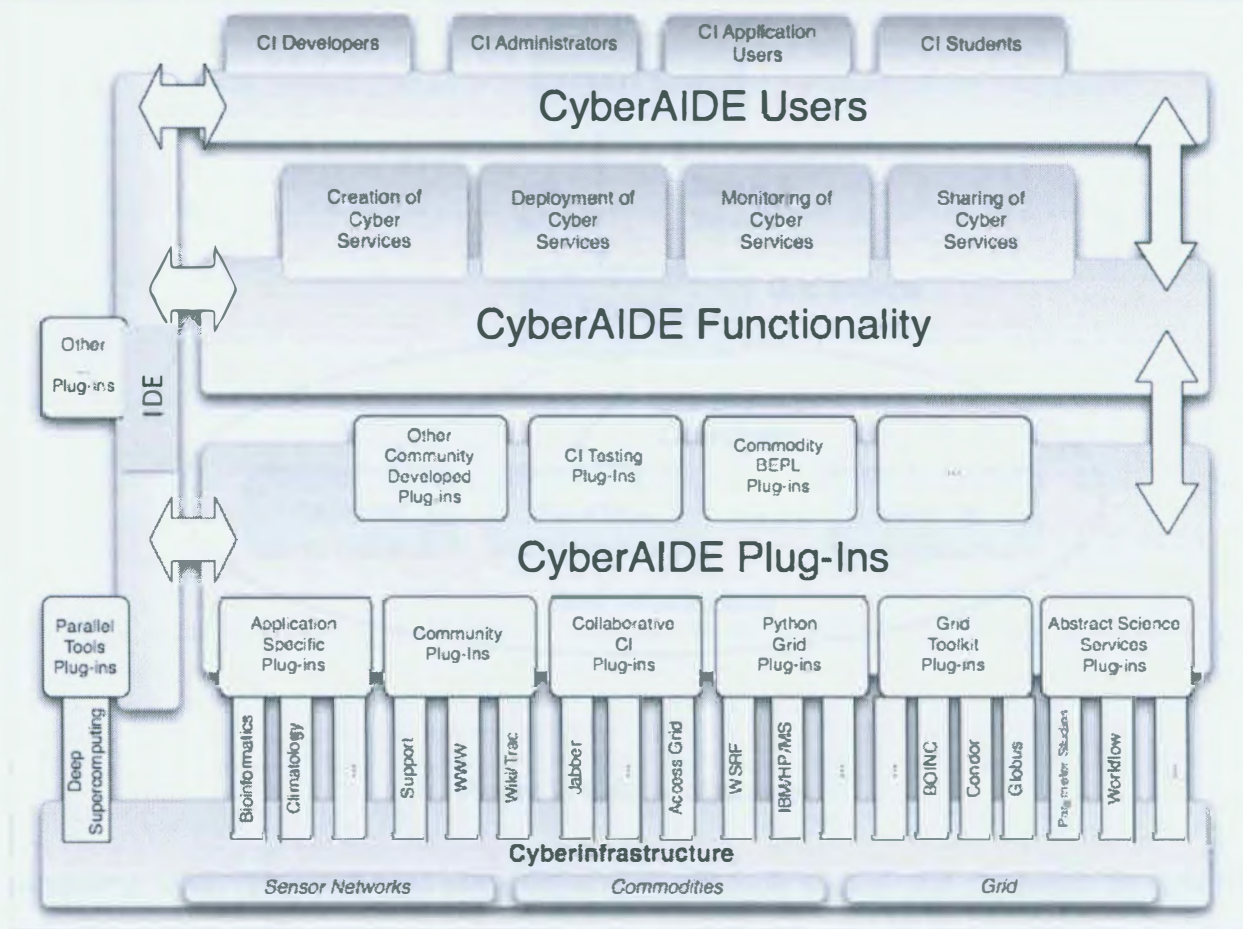 CI Developers
CI Administrators
CI Application
Users
CI Students
CyberAIDE Users
Creation of
Cyber
Services
Deployment of
Cyber
Services
Monitoring of
Cyber
Services
Sharing of
Cyber
Services
CyberAIDE Functionality
Other
...
Plug-ins
IDE
Other
Community
Developed
Plug-ins
CI Testing
Plug-Ins
Commodity
BEPL
Plug-ins
...
CyberAIDE Plug-Ins
Parallel
Tools
Plug-ins
Application
Specific
Plug-ins
Community
Plug-Ins
Collaborative
CI
Plug-ins
Python
Grid
Plug-ins
Grid
Toolkit
Plug-ins
Abstract Science
Services
Plug-ins
Deep
Supercomputing
Bioinformatics
Climatology
...
Support
WWW
Wiki/Trac
Jabber
...
Access Grid
WSRF
IBM/HP/MS
...
...
BOINC
Condor
Globus
Parameter Studies
Workflow
...
Cyberinfrastructure
Sensor Networks
Commodities
Grid